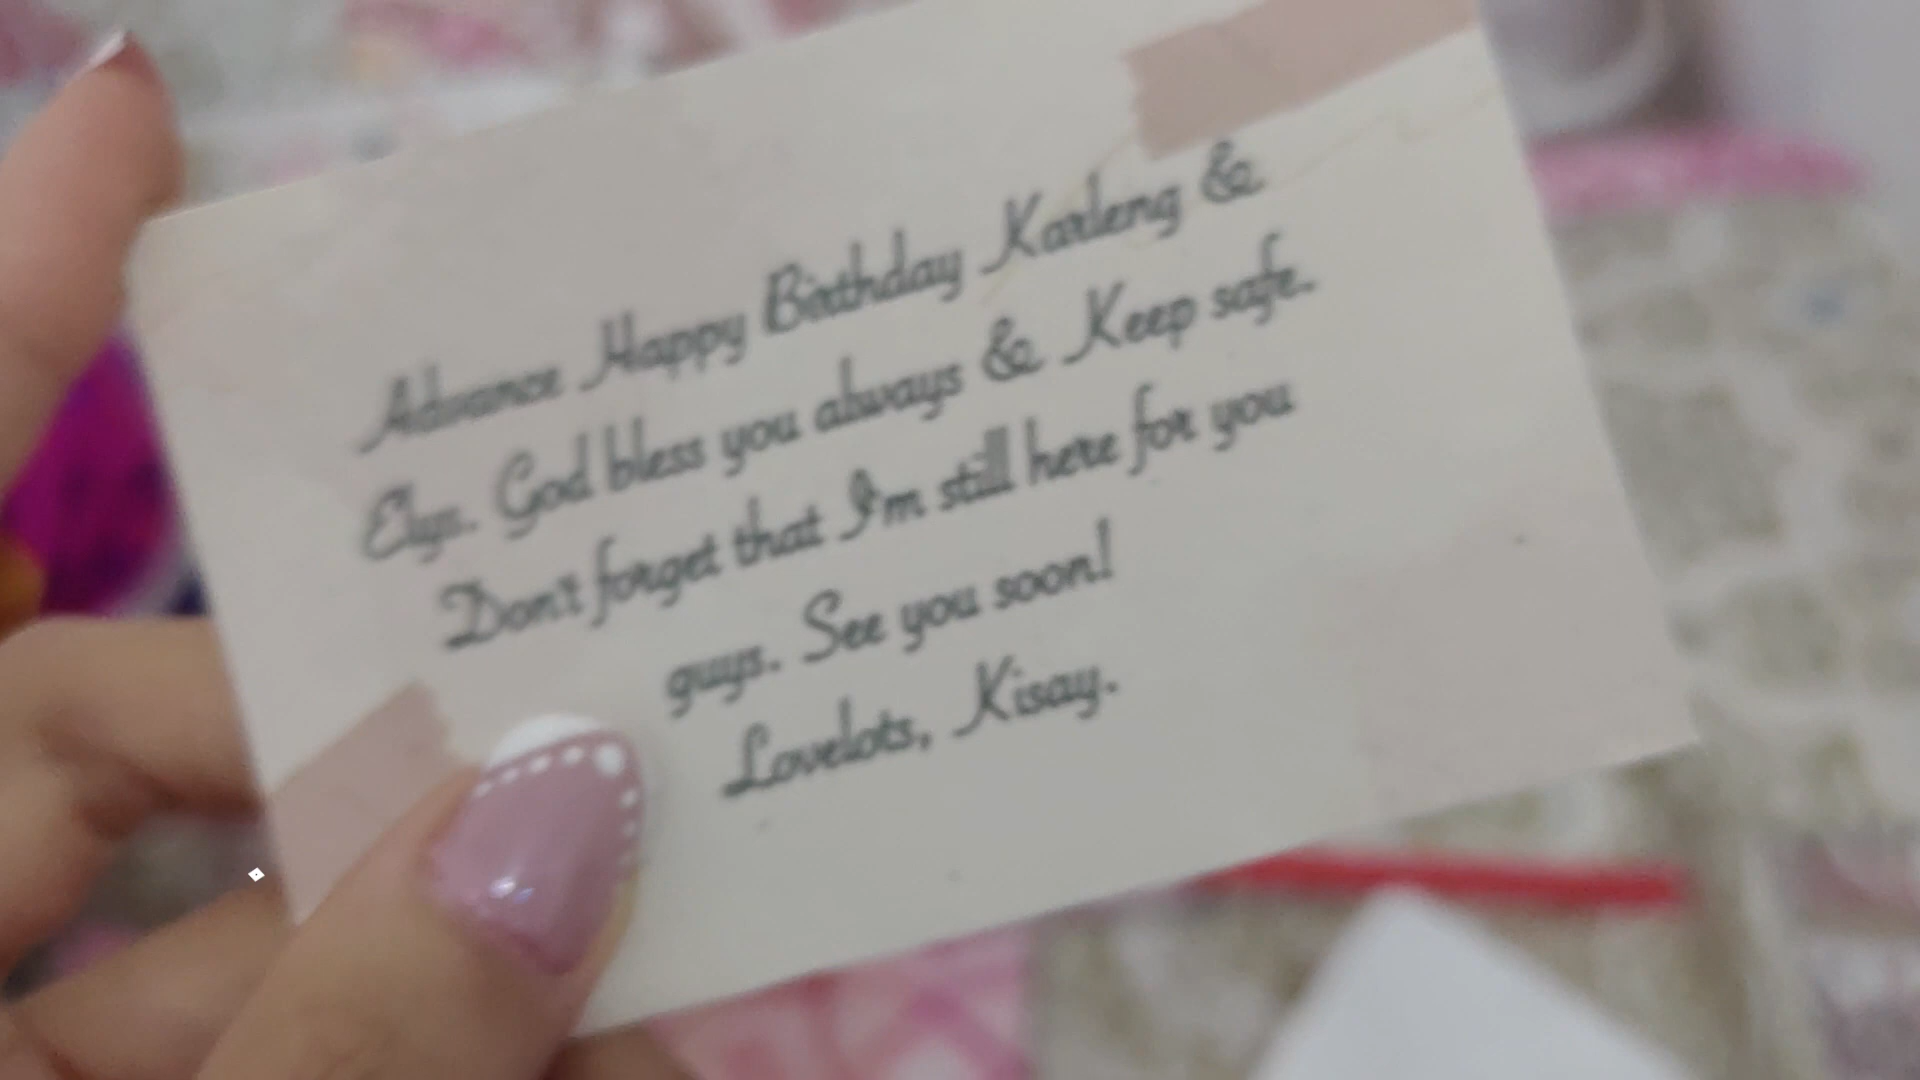 Advance Happy Birthday Karleng &
Elys. God bless you always & Keep safe.
Don't forget that I'm still here for you
guys. See you soon!
Lovelots, Kisay.